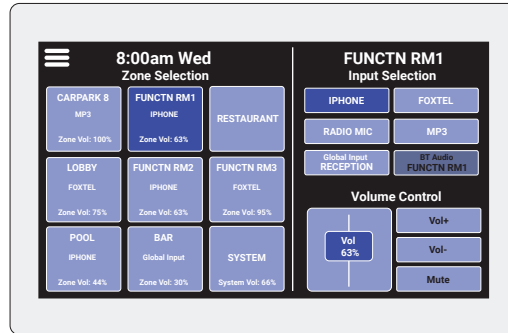 8:00am Wed
Zone Selection
CARPARK 8
MP3
Zone Vol: 100%
FUNCTN RM1
IPHONE
Zone Vol: 63%
RESTAURANT
LOBBY
FOXTEL
Zone Vol: 75%
FUNCTN RM2
IPHONE
Zone Vol: 63%
FUNCTN RM3
FOXTEL
Zone Vol: 95%
POOL
IPHONE
Zone Vol: 44%
BAR
Global Input
Zone Vol: 30%
SYSTEM
System Vol: 66%
FUNCTN RM1
Input Selection
IPHONE
FOXTEL
RADIO MIC
MP3
Global Input
RECEPTION
BT Audio
FUNCTN RM1
Volume Control
Vol
63%
Vol+
Vol-
Mute